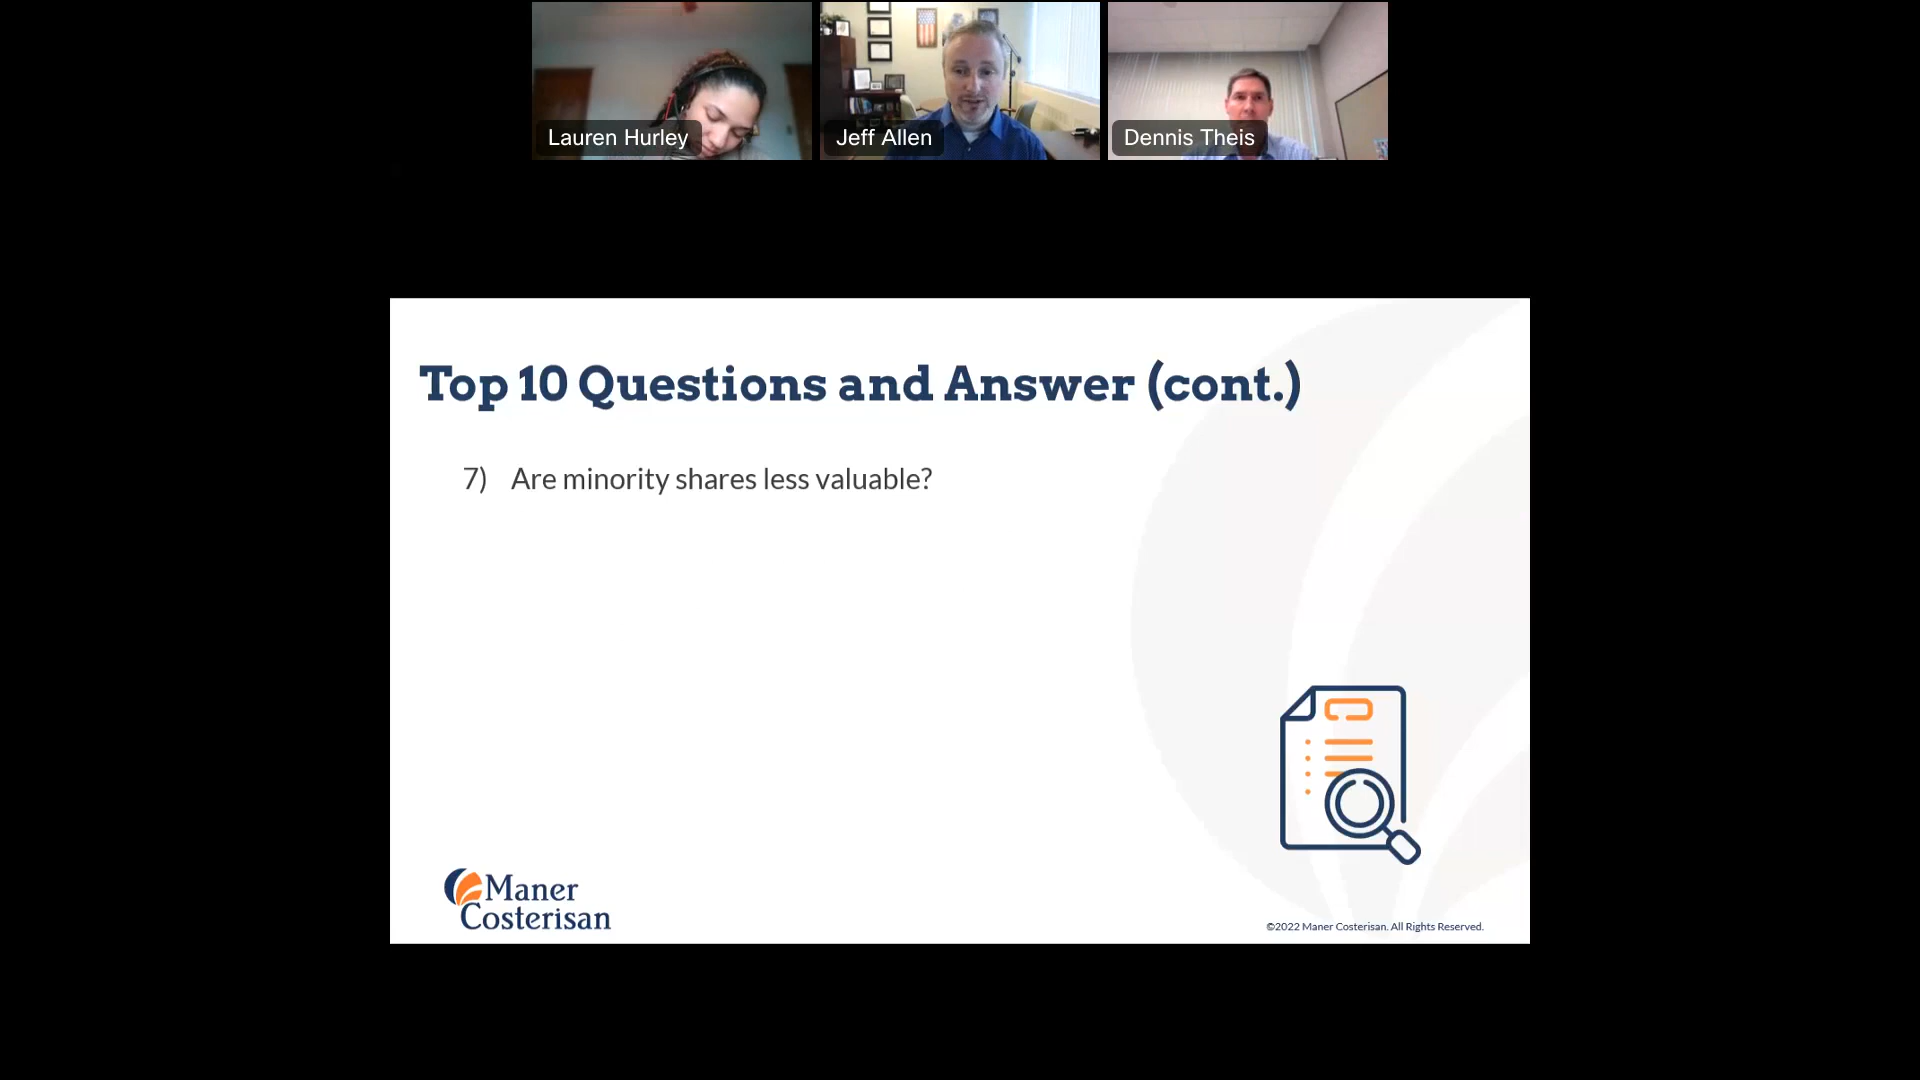 Lauren Hurley
Jeff Allen
Dennis Theis
Top 10 Questions and Answer (cont.)
7) Are minority shares less valuable?
Maner
Costerisan
©2022 Maner Costerisan. All Rights Reserved.